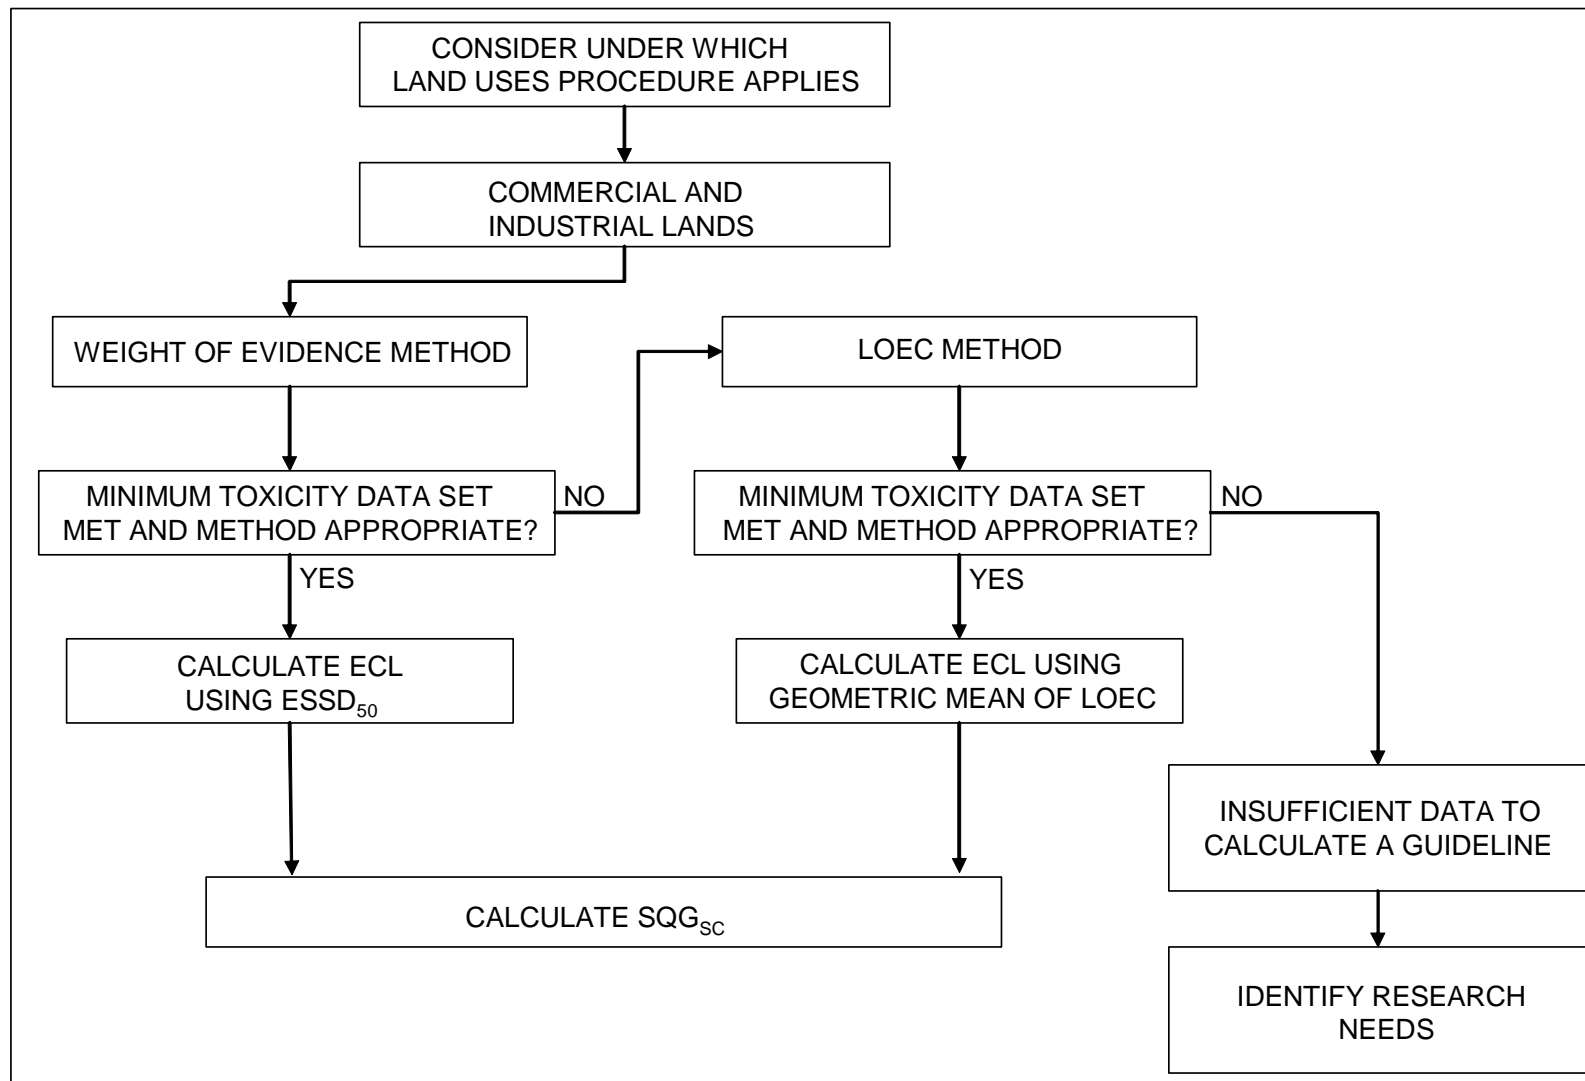 CONSIDER UNDER WHICH
LAND USES PROCEDURE APPLIES
COMMERCIAL AND
INDUSTRIAL LANDS
WEIGHT OF EVIDENCE METHOD
LOEC METHOD
MINIMUM TOXICITY DATA SET
MET AND METHOD APPROPRIATE?
NO
MINIMUM TOXICITY DATA SET
MET AND METHOD APPROPRIATE?
NO
YES
YES
CALCULATE ECL
USING ESSD50
CALCULATE ECL USING
GEOMETRIC MEAN OF LOEC
INSUFFICIENT DATA TO
CALCULATE A GUIDELINE
CALCULATE SQGSC
IDENTIFY RESEARCH
NEEDS